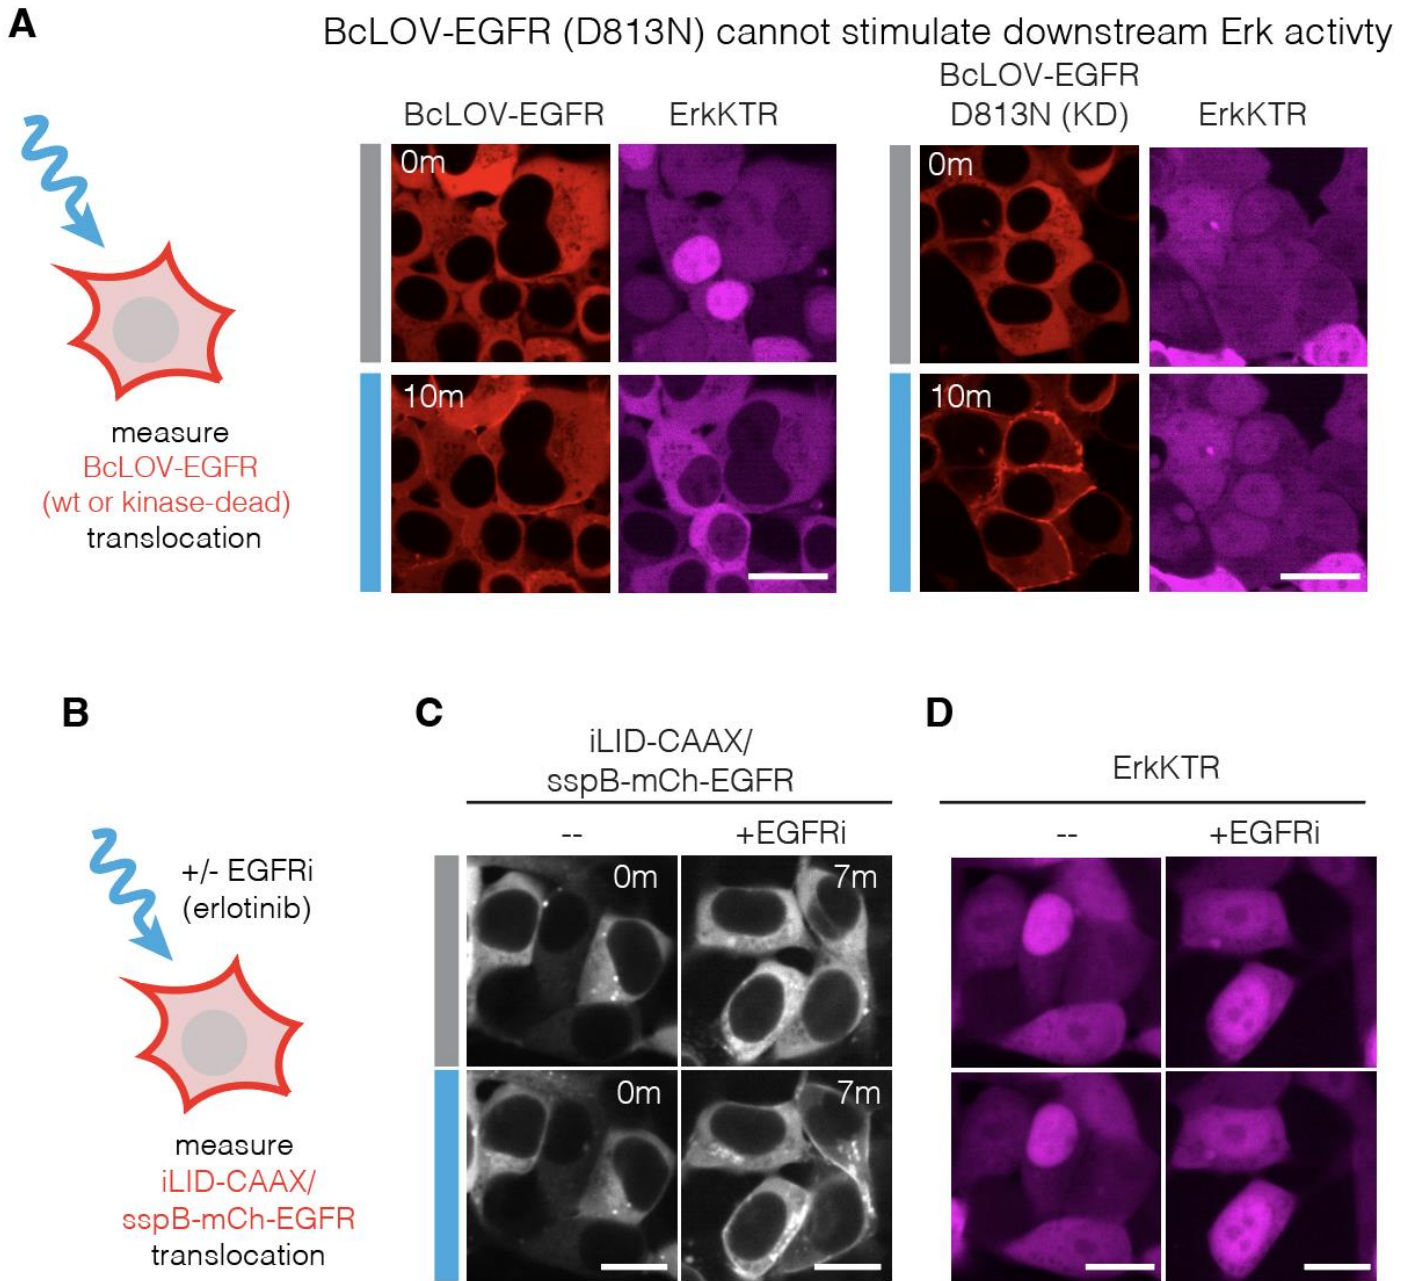 A
BcLOV-EGFR (D813N) cannot stimulate downstream Erk activty
BcLOV-EGFR
ErkKTR
BcLOV-EGFR
D813N (KD)
ErkKTR
0m
0m
10m
10m
measure
BcLOV-EGFR
(wt or kinase-dead)
translocation
B
+/- EGFRi
(erlotinib)
measure
iLID-CAAX/
sspB-mCh-EGFR
translocation
C
iLID-CAAX/
sspB-mCh-EGFR
--
+EGFRi
0m
7m
0m
7m
D
ErkKTR
--
+EGFRi